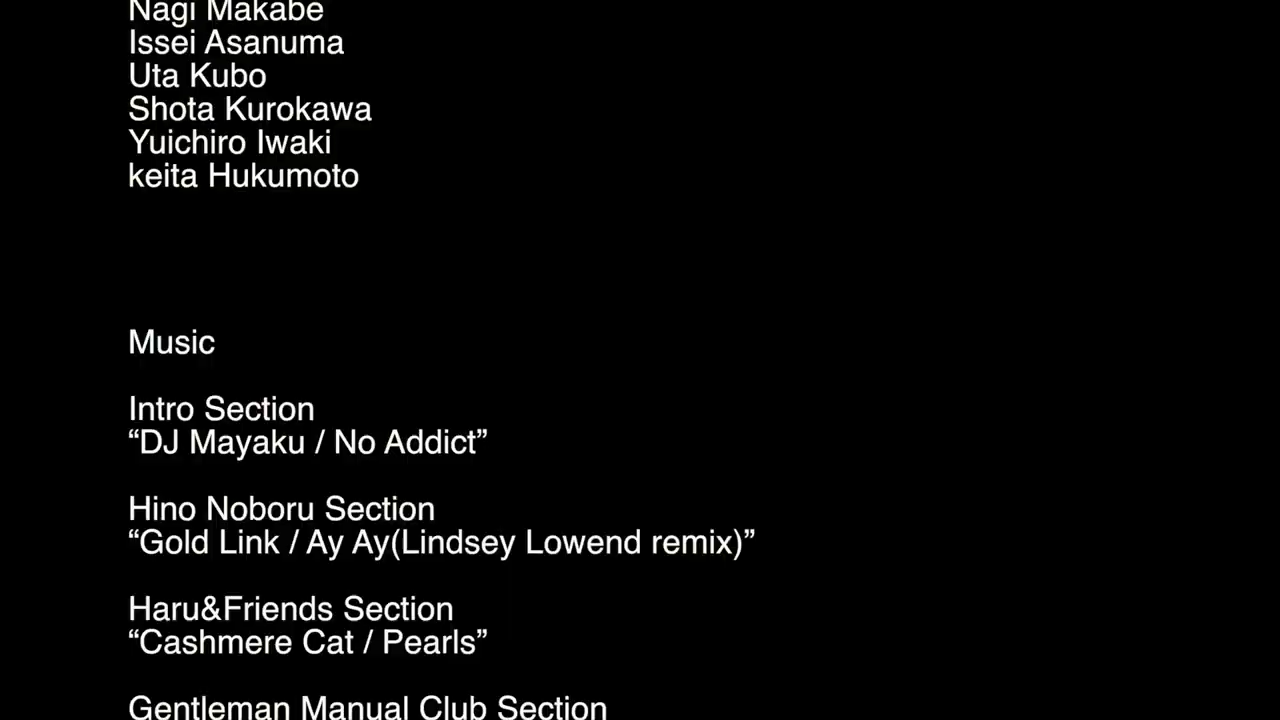 Nagi Makabe
Issei Asanuma
Uta Kubo
Shota Kurokawa
Yuichiro Iwaki
keita Hukumoto
Music
Intro Section
“DJ Mayaku / No Addict”
Hino Noboru Section
“Gold Link / Ay Ay(Lindsey Lowend remix)”
Haru&Friends Section
“Cashmere Cat / Pearls”
Gentleman Manual Club Section